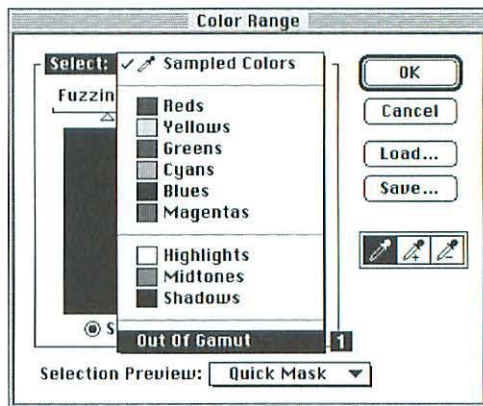 Color Range
Select: ✓ Sampled Colors
Fuzzin
Reds
Yellows
Greens
Cyans
Blues
Magentas
Highlights
Midtones
Shadows
S
Out Of Gamut 1
Selection Preview: Quick Mask
OK
Cancel
Load...
Save...